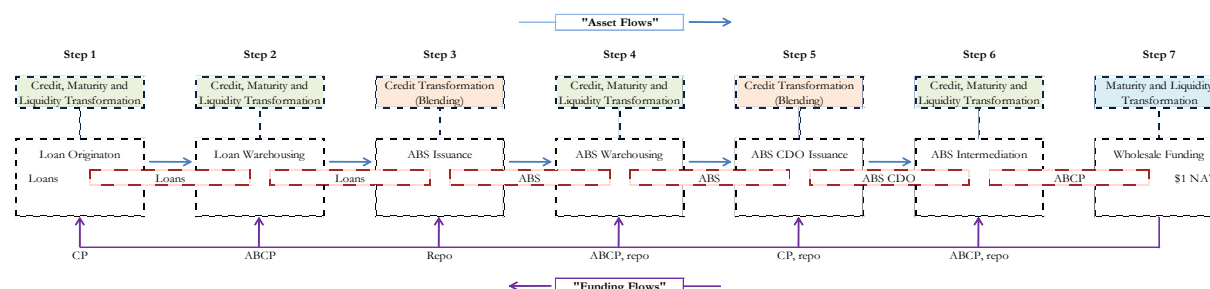 "Asset Flows"
Step 1 Step 2 Step 3 Step 4 Step 5 Step 6 Step 7
Credit, Maturity and Credit, Maturity and Credit Transformation Credit, Maturity and Credit Transformation Credit, Maturity and Maturity and Liquidity
Liquidity Transformation Liquidity Transformation (Blending) Liquidity Transformation (Blending) Liquidity Transformation Transformation
Loan Originaton Loan Warehousing ABS Issuance ABS Warehousing ABS CDO Issuance ABS Intermediation Wholesale Funding
Loans Loans Loans ABS ABS ABS CDO ABCP $1 NAV
CP ABCP Repo ABCP, repo CP, repo ABCP, repo
"Funding Flows"